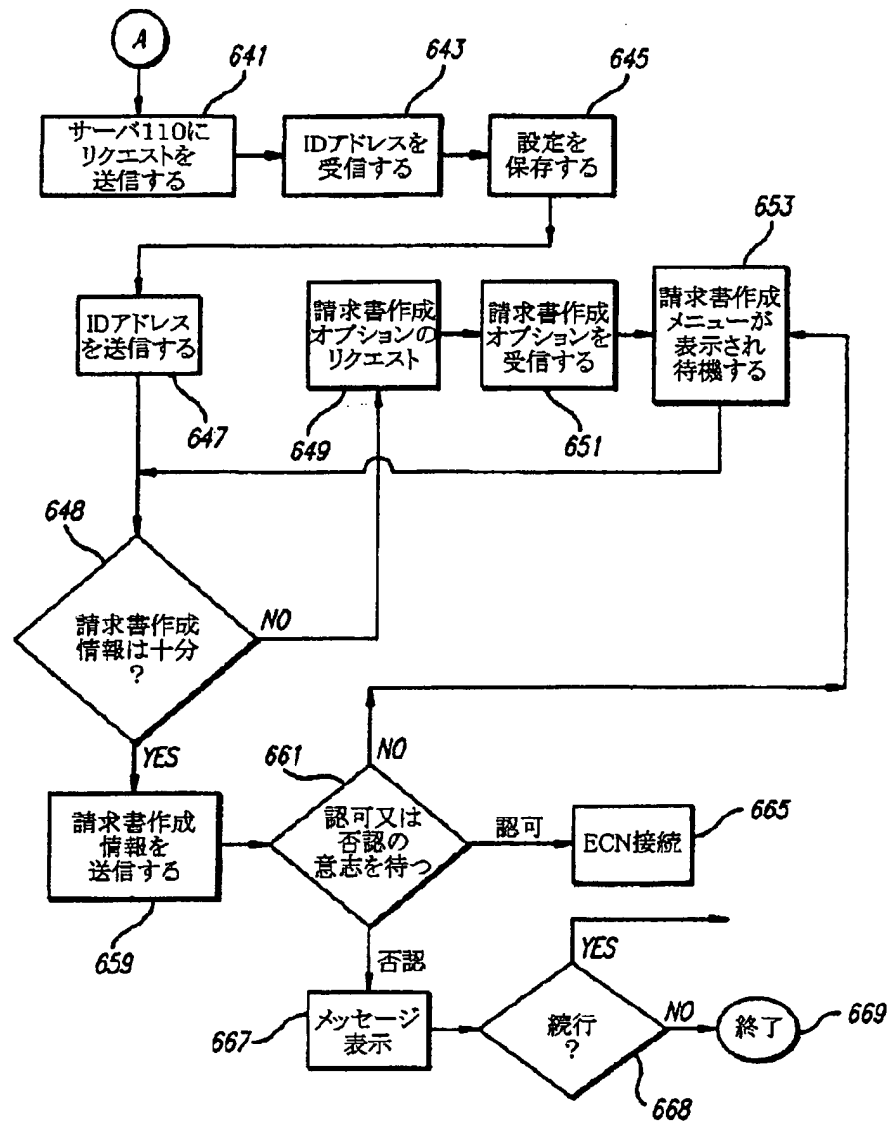 A
641
サーバ110に
リクエストを
送信する
643
IDアドレスを
受信する
645
設定を
保存する
IDアドレス
を送信する
647
請求書作成
オプションの
リクエスト
649
請求書作成
オプションを
受信する
651
653
請求書作成
メニューが
表示され
待機する
648
請求書作成
情報は十分
?
NO
YES
請求書作成
情報を
送信する
659
661
認可又は
否認の
意志を待つ
NO
認可
ECN接続
665
否認
667
メッセージ
表示
続行
?
668
YES
NO
終了
669